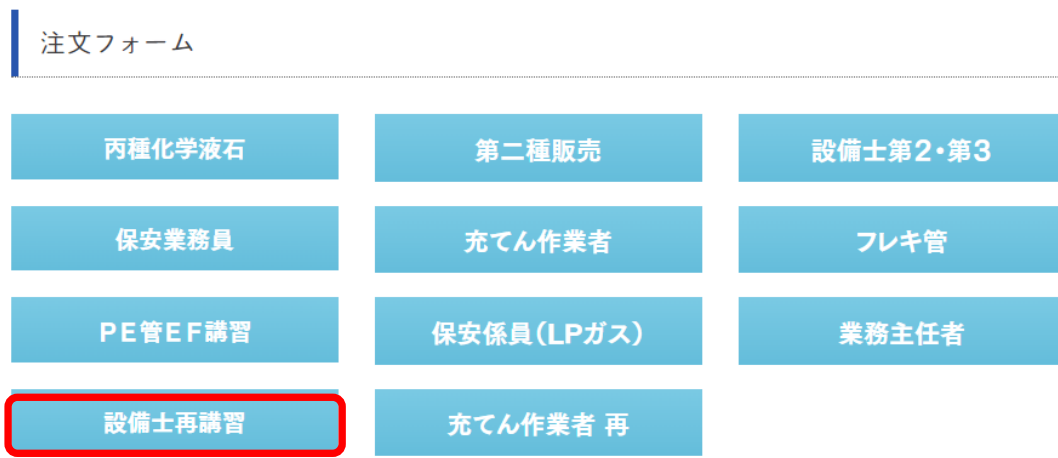 注文フォーム
丙種化学液石
第二種販売
設備士第2・第3
保安業務員
充てん作業者
フレキ管
PE管EF講習
保安係員(LPガス)
業務主任者
設備士再講習
充てん作業者 再